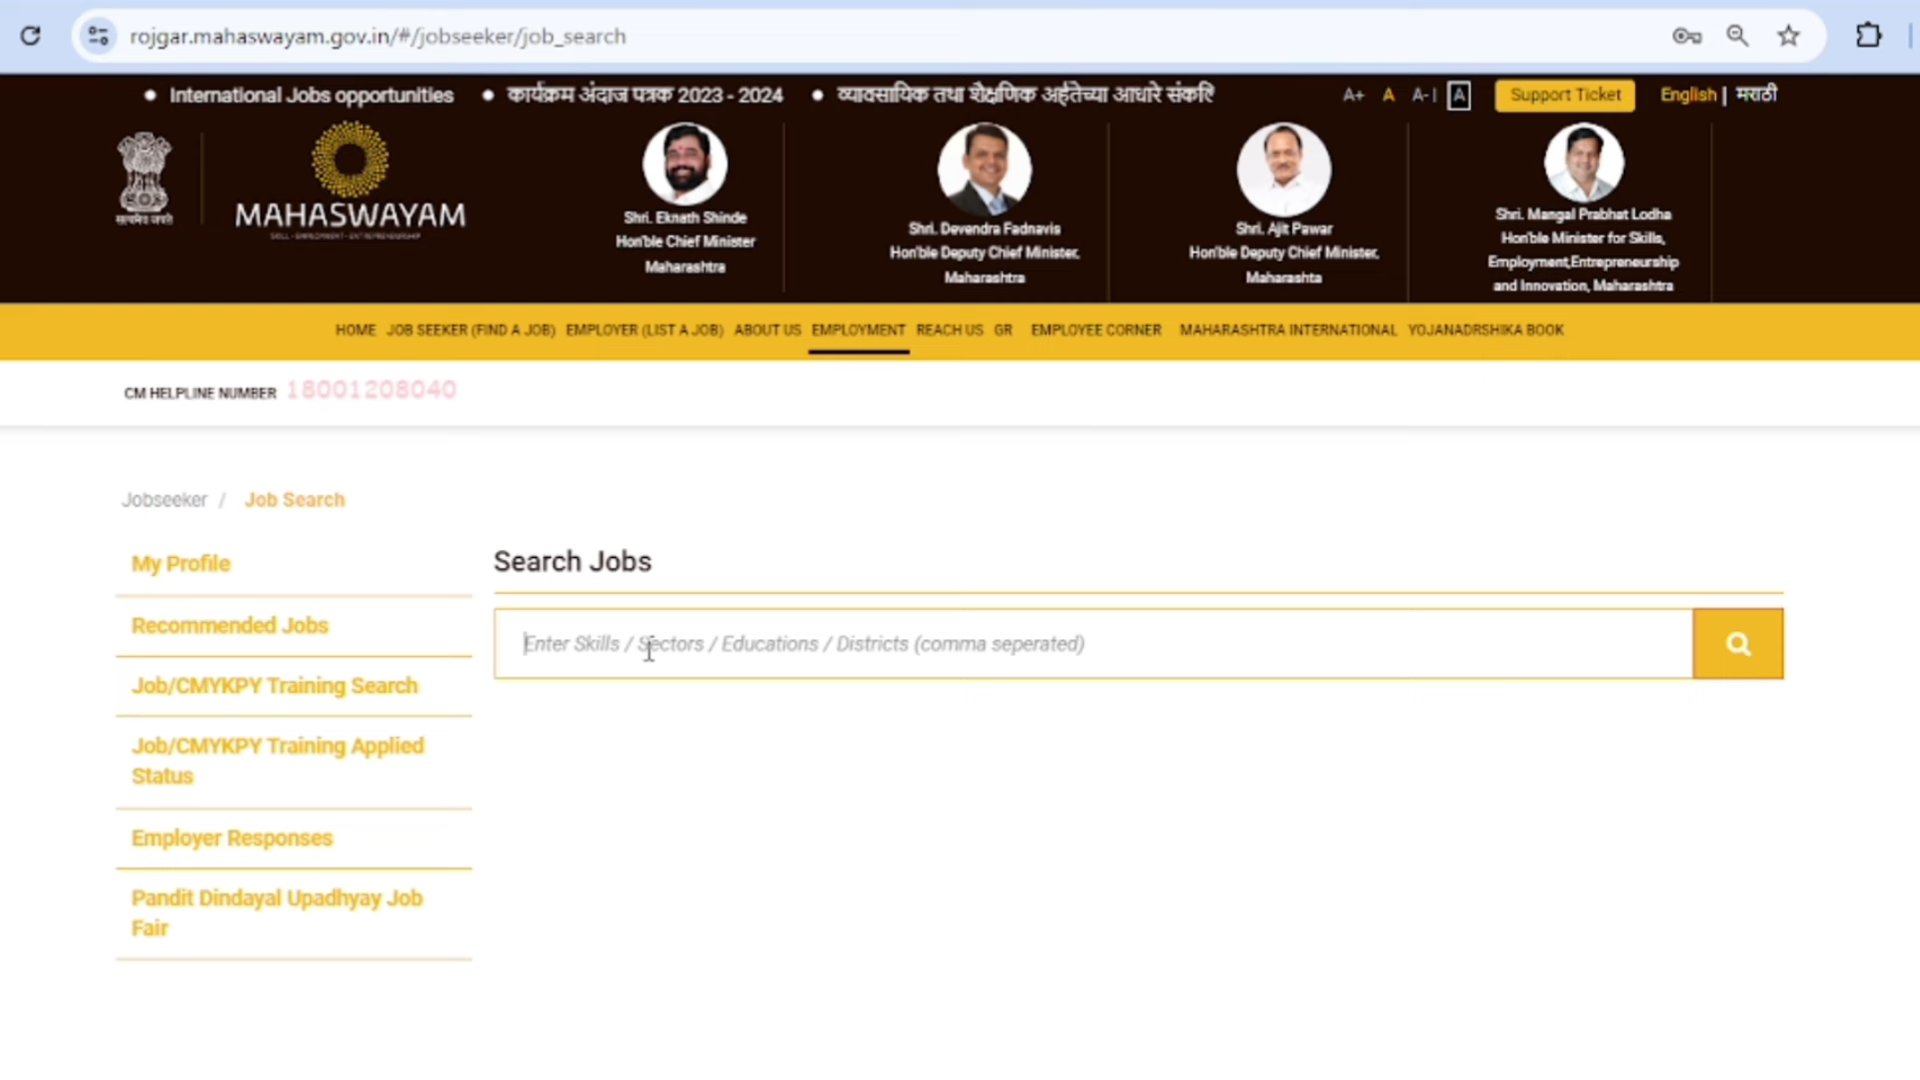 rojgar.mahaswayam.gov.in/#/jobseeker/job_search
• International Jobs opportunities • कार्यक्रम अंदाज पत्रक 2023 - 2024 • व्यावसायिक तथा शैक्षणिक अर्हतेच्या आधारे A+ A A- | A Support Ticket English | मराठी
सत्यमेव जयते
MAHASWAYAM
SKILL - EMPLOYMENT - ENTREPRENEURSHIP
Shri. Eknath Shinde
Hon'ble Chief Minister
Maharashtra
Shri. Devendra Fadnavis
Hon'ble Deputy Chief Minister,
Maharashtra
Shri. Ajit Pawar
Hon'ble Deputy Chief Minister,
Maharashta
Shri. Mangal Prabhat Lodha
Hon'ble Minister for Skills,
Employment,Entrepreneurship
and Innovation, Maharashtra
HOME JOB SEEKER (FIND A JOB) EMPLOYER (LIST A JOB) ABOUT US EMPLOYMENT REACH US GR EMPLOYEE CORNER MAHARASHTRA INTERNATIONAL YOJANADRSHIKA BOOK
CM HELPLINE NUMBER 18001208040
Jobseeker / Job Search
My Profile
Recommended Jobs
Job/CMYKPY Training Search
Job/CMYKPY Training Applied
Status
Employer Responses
Pandit Dindayal Upadhyay Job
Fair
Search Jobs
Enter Skills / Sectors / Educations / Districts (comma seperated)